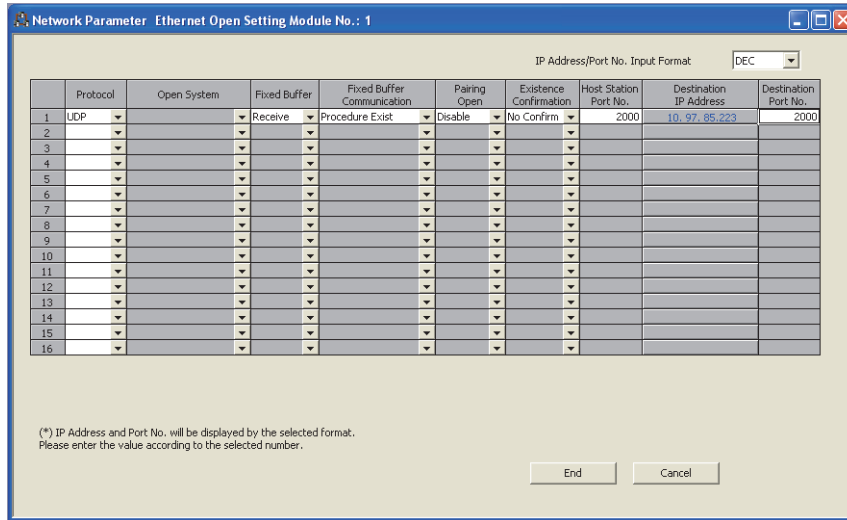 Network Parameter Ethernet Open Setting Module No.: 1
IP Address/Port No. Input Format DEC
Protocol Open System Fixed Buffer Fixed Buffer Communication Pairing Open Existence Confirmation Host Station Port No. Destination IP Address Destination Port No.
1 UDP Receive Procedure Exist Disable No Confirm 2000 10. 97. 85.223 2000
2
3
4
5
6
7
8
9
10
11
12
13
14
15
16
(*) IP Address and Port No. will be displayed by the selected format.
Please enter the value according to the selected number.
End Cancel